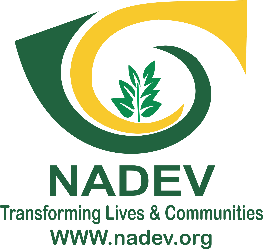 NADEV
Transforming Lives & Communities
WWW.nadev.org